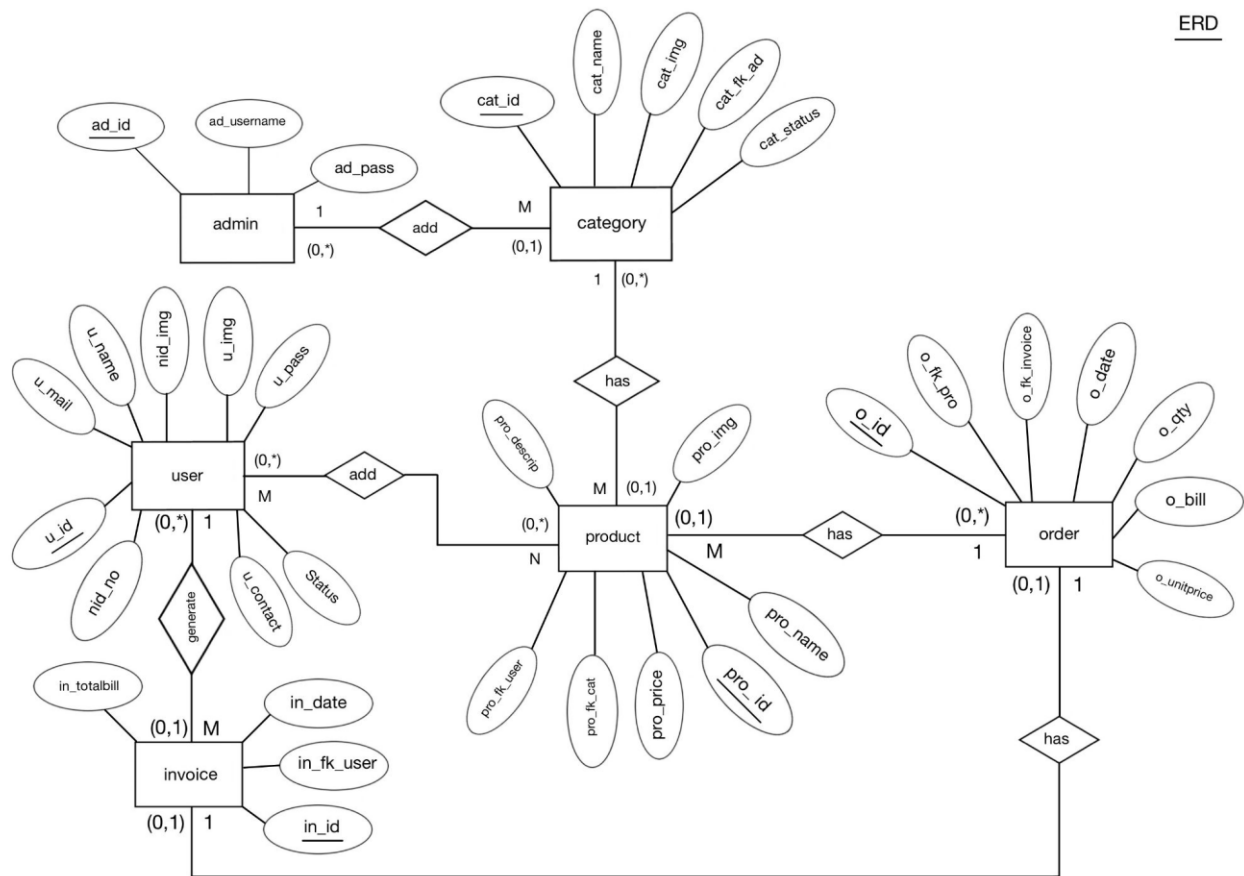 ERD
cat_name
cat_img
cat_fk_ad
cat_id
cat_status
ad_id
ad_username
ad_pass
admin
1
(0,*)
add
M
(0,1)
category
1
(0,*)
has
M
(0,1)
u_mail
u_name
nid_img
u_img
u_pass
user
(0,*)
M
add
(0,*)
N
u_id
nid_no
u_contact
Status
(0,*)
1
generate
(0,1)
M
pro_descrip
pro_img
product
pro_fk_user
pro_fk_cat
pro_price
pro_id
pro_name
(0,1)
M
has
(0,*)
1
o_id
o_fk_pro
o_fk_invoice
o_date
o_qty
o_bill
o_unitprice
order
(0,1)
1
has
in_totalbill
in_date
in_fk_user
in_id
invoice
(0,1)
1